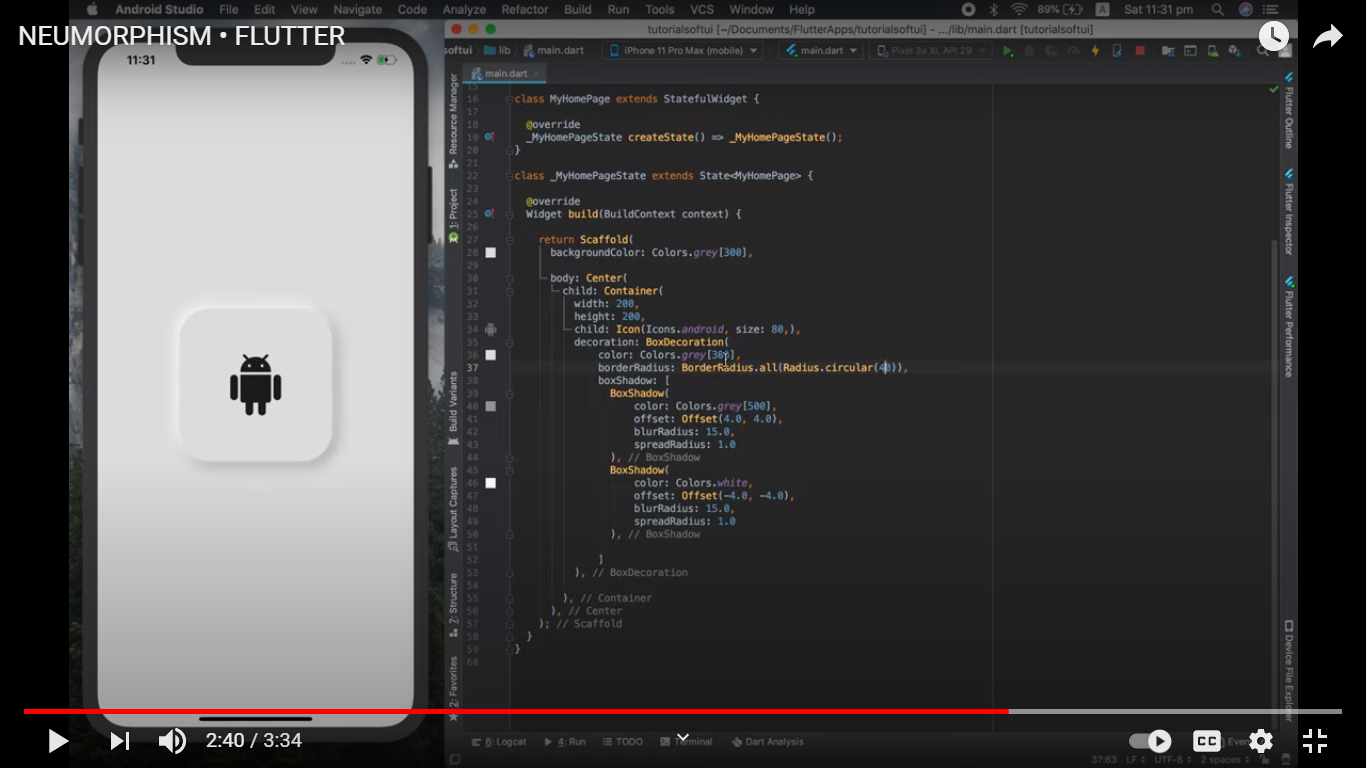 Android Studio File Edit View Navigate Code Analyze Refactor Build Run Tools VCS Window Help 89% A Sat 11:31 pm
NEUMORPHISM • FLUTTER
tutorialsoftui [~/Documents/FlutterApps/tutorialsoftui] - .../lib/main.dart [tutorialsoftui]
softui lib main.dart iPhone 11 Pro Max (mobile) main.dart Pixel 3a XL API 29
11:31
main.dart
15
16 class MyHomePage extends StatefulWidget {
17
18 @override
19 _MyHomePageState createState() => _MyHomePageState();
20 }
21
22 class _MyHomePageState extends State<MyHomePage> {
23
24 @override
25 Widget build(BuildContext context) {
26
27 return Scaffold(
28 backgroundColor: Colors.grey[300],
29
30 body: Center(
31 child: Container(
32 width: 200,
33 height: 200,
34 child: Icon(Icons.android, size: 80,),
35 decoration: BoxDecoration(
36 color: Colors.grey[300],
37 borderRadius: BorderRadius.all(Radius.circular(40)),
38 boxShadow: [
39 BoxShadow(
40 color: Colors.grey[500],
41 offset: Offset(4.0, 4.0),
42 blurRadius: 15.0,
43 spreadRadius: 1.0
44 ), // BoxShadow
45 BoxShadow(
46 color: Colors.white,
47 offset: Offset(-4.0, -4.0),
48 blurRadius: 15.0,
49 spreadRadius: 1.0
50 ), // BoxShadow
51
52 ]
53 ), // BoxDecoration
54
55 ), // Container
56 ), // Center
57 ); // Scaffold
58 }
59 }
60
Resource Manager
1: Project
Build Variants
Layout Captures
7: Structure
2: Favorites
Flutter Outline
Flutter Inspector
Flutter Performance
Device File Explorer
6: Logcat 4: Run TODO Terminal Dart Analysis
2:40 / 3:34
CC
37:63 LF UTF-8 2 spaces